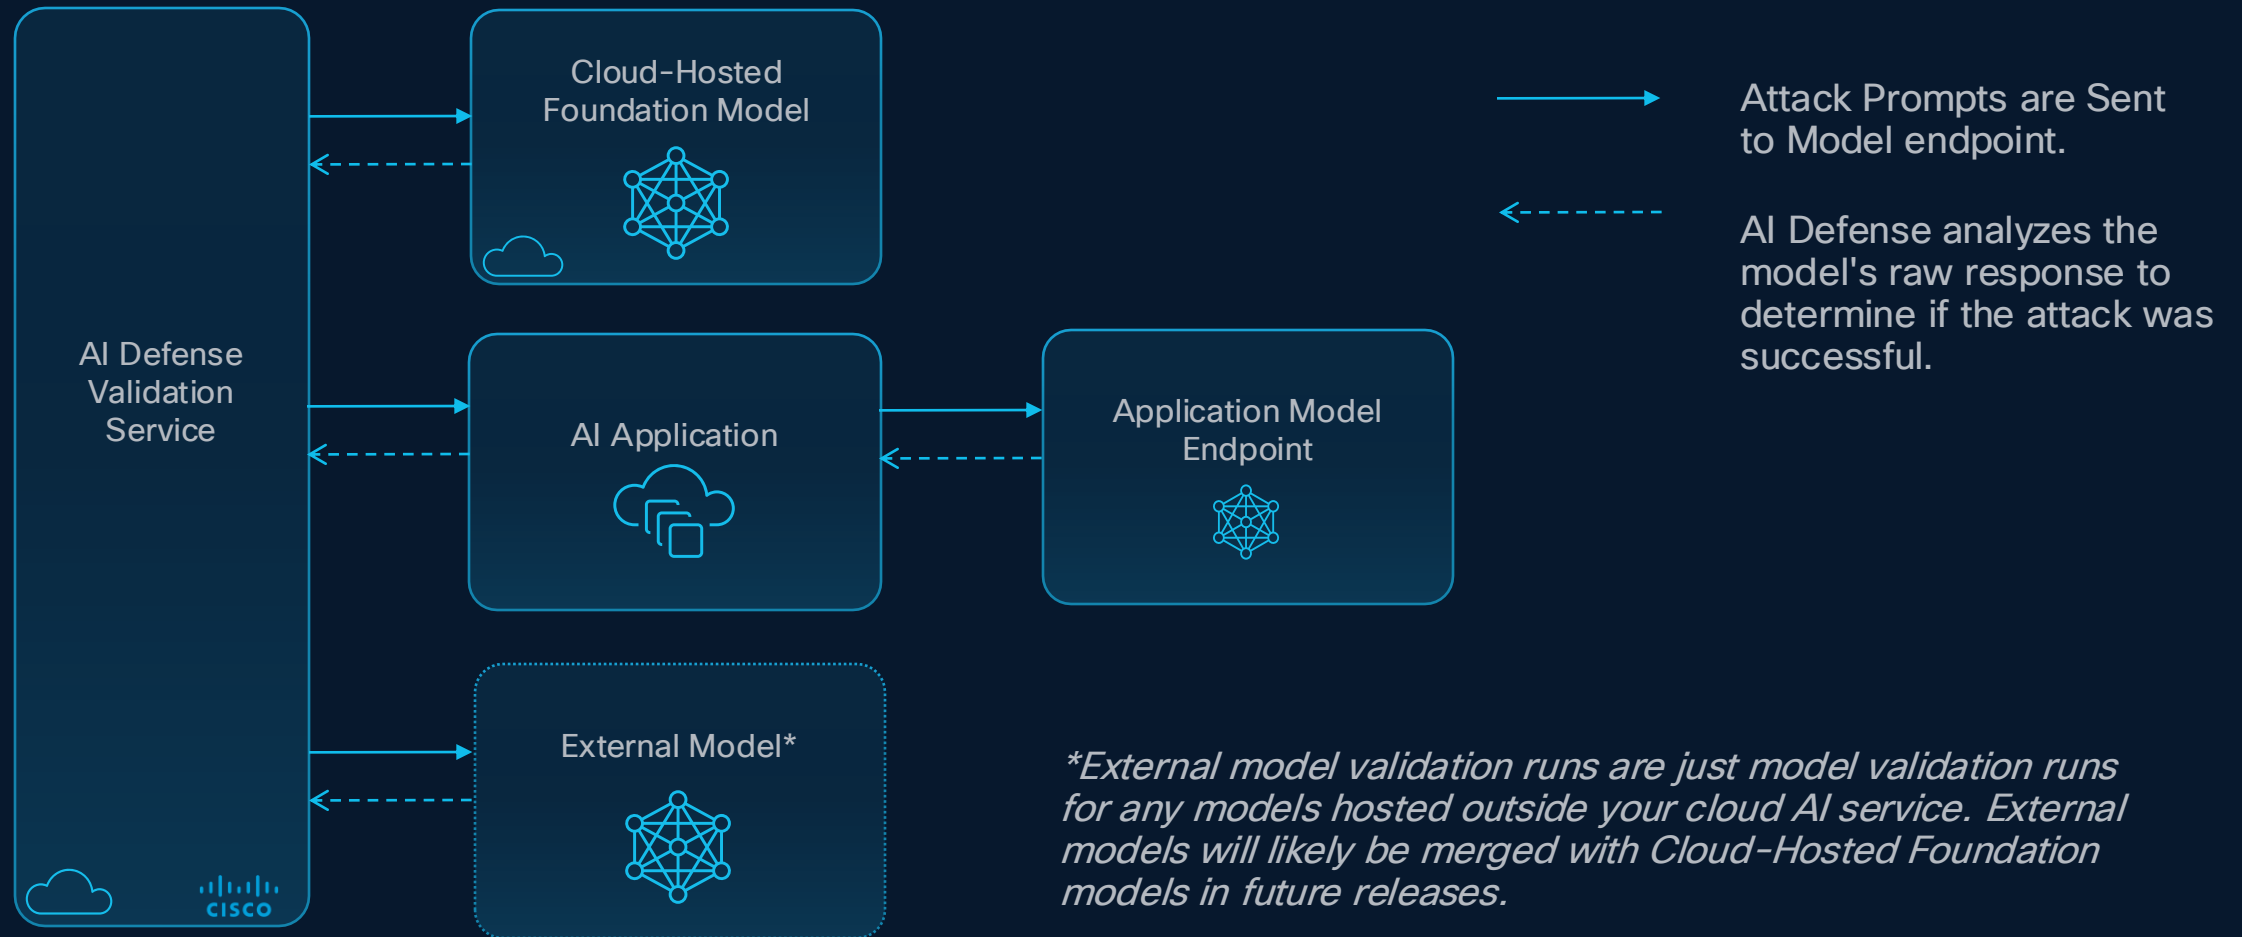 AI Defense
Validation
Service
CISCO
Cloud-Hosted
Foundation Model
AI Application
Application Model
Endpoint
External Model*
Attack Prompts are Sent
to Model endpoint.
AI Defense analyzes the
model's raw response to
determine if the attack was
successful.
*External model validation runs are just model validation runs
for any models hosted outside your cloud AI service. External
models will likely be merged with Cloud-Hosted Foundation
models in future releases.